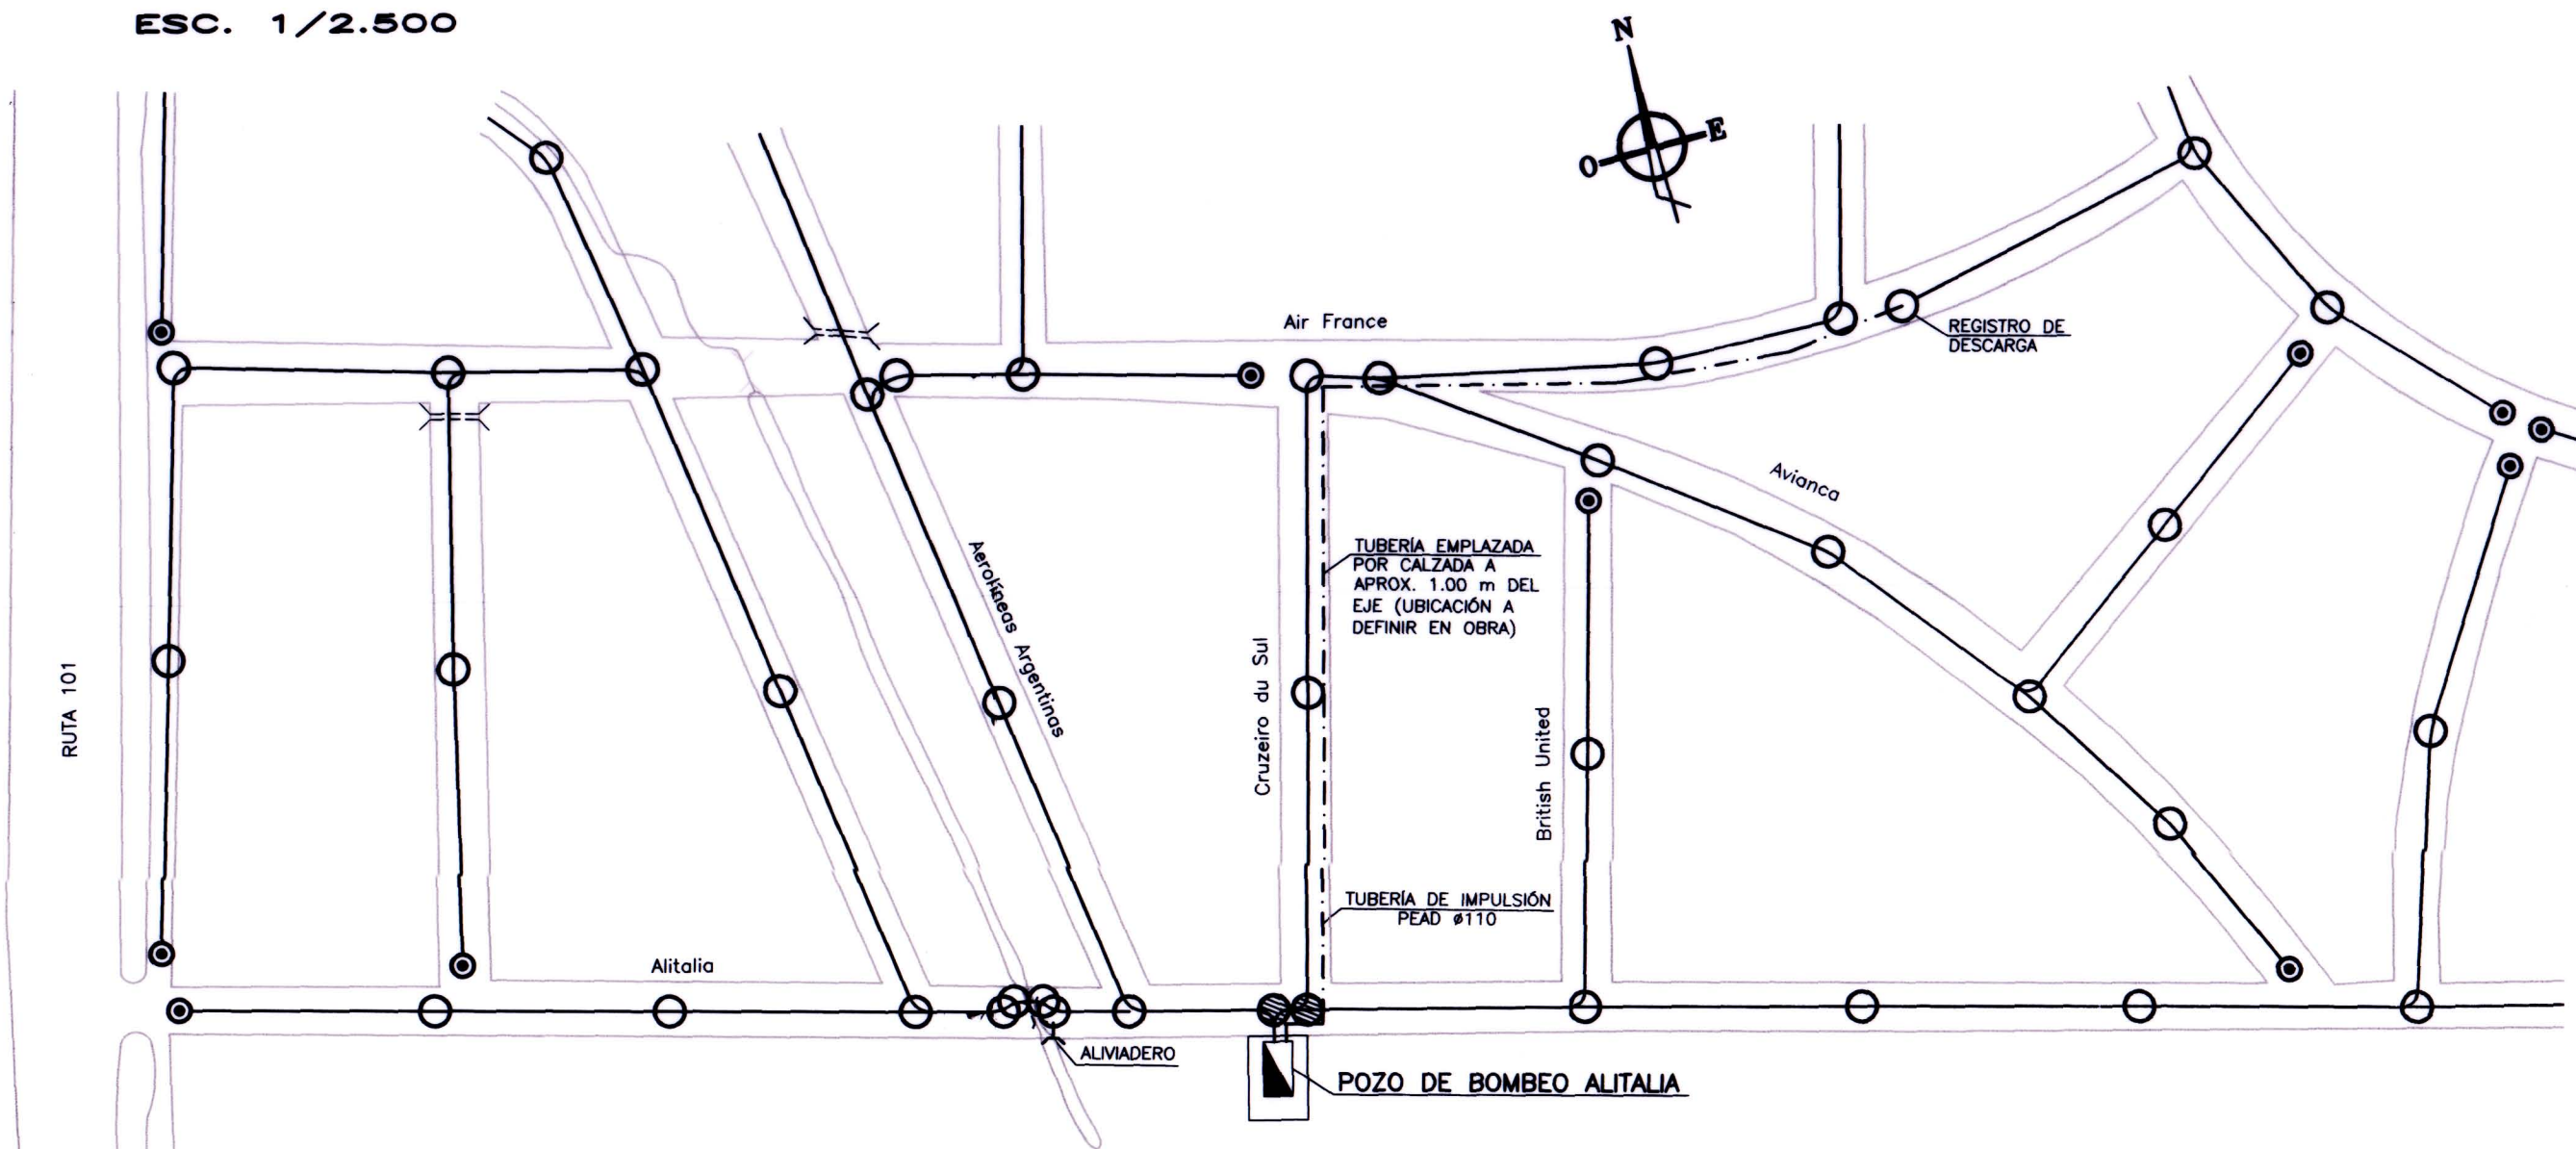 ESC. 1/2.500
N
E
O
Air France
REGISTRO DE
DESCARGA
Avianca
Aerolíneas Argentinas
TUBERÍA EMPLAZADA
POR CALZADA A
APROX. 1.00 m DEL
EJE (UBICACIÓN A
DEFINIR EN OBRA)
Cruzeiro du Sul
RUTA 101
British United
TUBERÍA DE IMPULSIÓN
PEAD ø110
Alitalia
ALIVIADERO
POZO DE BOMBEO ALITALIA